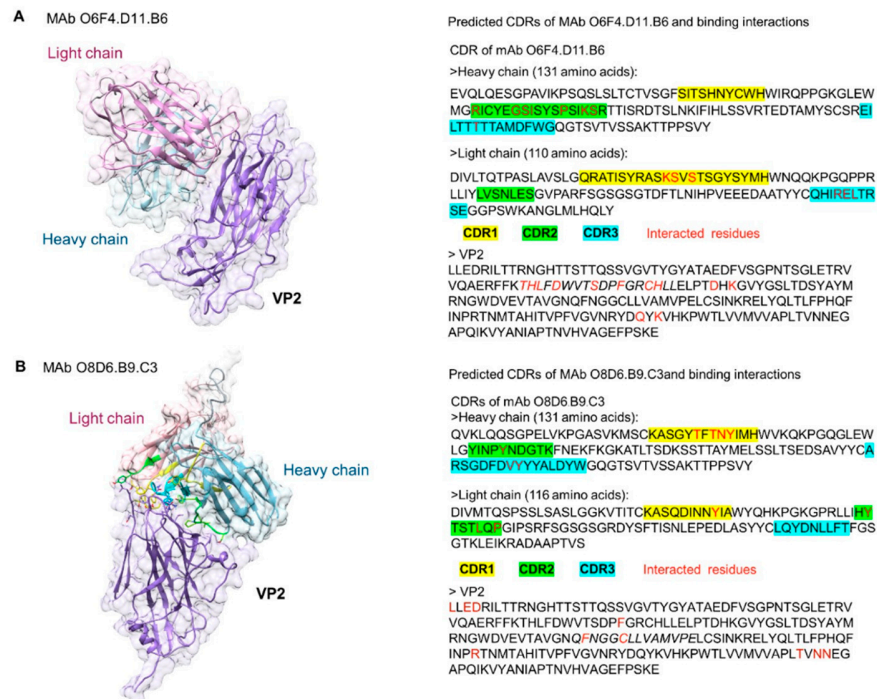 A
MAb O6F4.D11.B6
Light chain
Heavy chain
VP2
Predicted CDRs of MAb O6F4.D11.B6 and binding interactions
CDR of mAb O6F4.D11.B6
>Heavy chain (131 amino acids):
EVQLQESGPAVIKPSQSLSLTCTVSGFSITSHNYCWHWIRQPPGKGLEW
MGRICYEGSISYSPSIKSRTTISRDTSLNKIFIHLSSVRTEDTAMYSCSREI
LTTTTTAMDFWGQGTSVTVSSAKTTPPSVY
>Light chain (110 amino acids):
DIVLTQTPASLAVSLGQRATISYRASKSVSTSGYSYMHWNQQKPGQPPR
LLIYLVSNLESGVPARFSGSGSGTDFTLNIHPVEEEDAATYYCQHIRELTR
SEGGPSWKANGLMLHQLY
CDR1 CDR2 CDR3 Interacted residues
> VP2
LLEDRILTTRNGHTTSTTQSSVGVTYGYATAEDFVSGPNTSGLETRV
VQAERFFKTHLFDWVTSDPFGRCHLLELPTDHKGVYGSLTDSYAYM
RNGWDVEVTAVGNQFNGGCLLVAMVPELCSINKRELYQLTLFPHQF
INPRTNMTAHITVPFVGVNRYDQYKVHKPWTLVVMVVAPLTVNNEG
APQIKVYANIAPTNVHVAGEFPSKE
B
MAb O8D6.B9.C3
Light chain
Heavy chain
VP2
Predicted CDRs of MAb O8D6.B9.C3and binding interactions
CDRs of mAb O8D6.B9.C3
>Heavy chain (131 amino acids):
QVKLQQSGPELVKPGASVKMSCKASGYTFTNYIMHWVKQKPGQGLEW
LGYINPYNDGTKFNEKFKGKATLTSDKSSTTAYMELSSLTSEDSAVYYCA
RSGDFDVYYYALDYWGQGTSVTVSSAKTTPPSVY
>Light chain (116 amino acids):
DIVMTQSPSSLSASLGGKVTITCKASQDINNYIAWYQHKPGKGPRLLIHY
TSTLQPGIPSRFSGSGSGRDYSFTISNLEPEDLASYYCLQYDNLLFTFGS
GTKLEIKRADAAPTVS
CDR1 CDR2 CDR3 Interacted residues
> VP2
LLEDRILTTRNGHTTSTTQSSVGVTYGYATAEDFVSGPNTSGLETRV
VQAERFFKTHLFDWVTSDPFGRCHLLELPTDHKGVYGSLTDSYAYM
RNGWDVEVTAVGNQFNGGCLLVAMVPELCSINKRELYQLTLFPHQF
INPRTNMTAHITVPFVGVNRYDQYKVHKPWTLVVMVVAPLTVNNEG
APQIKVYANIAPTNVHVAGEFPSKE